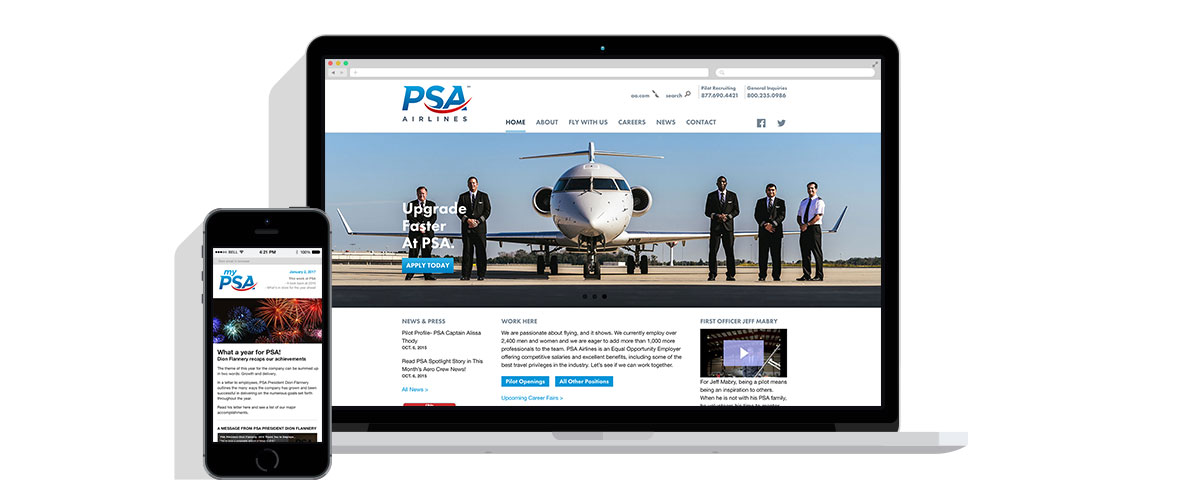 PSA
AIRLINES
aa.com
search
Pilot Recruiting
877.690.4421
General Inquiries
800.235.0986
HOME
ABOUT
FLY WITH US
CAREERS
NEWS
CONTACT
Upgrade
Faster
At PSA.
APPLY TODAY
NEWS & PRESS
Pilot Profile- PSA Captain Alissa
Thody
OCT. 6, 2015
Read PSA Spotlight Story in This
Month's Aero Crew News!
OCT. 6, 2015
All News >
WORK HERE
We are passionate about flying, and it shows. We currently employ over
2,400 men and women and we are eager to add more than 1,000 more
professionals to the team. PSA Airlines is an Equal Opportunity Employer
offering competitive salaries and excellent benefits, including some of the
best travel privileges in the industry. Let's see if we can work together.
Pilot Openings
All Other Positions
Upcoming Career Fairs >
FIRST OFFICER JEFF MABRY
For Jeff Mabry, being a pilot means
being an inspiration to others.
When he is not with his PSA family,
BELL
4:21 PM
100%
my
PSA
January 6, 2017
This week at PSA
What a year for PSA!
Dion Flannery recaps our achievements
The theme of this year for the company can be summed up
in two words: Growth and delivery.
In a letter to employees, PSA President Dion Flannery
outlines the many ways the company has grown and been
successful in delivering on the numerous goals set forth
throughout the year.
Read his letter here and see a list of our major
accomplishments.
A MESSAGE FROM PSA PRESIDENT DION FLANNERY